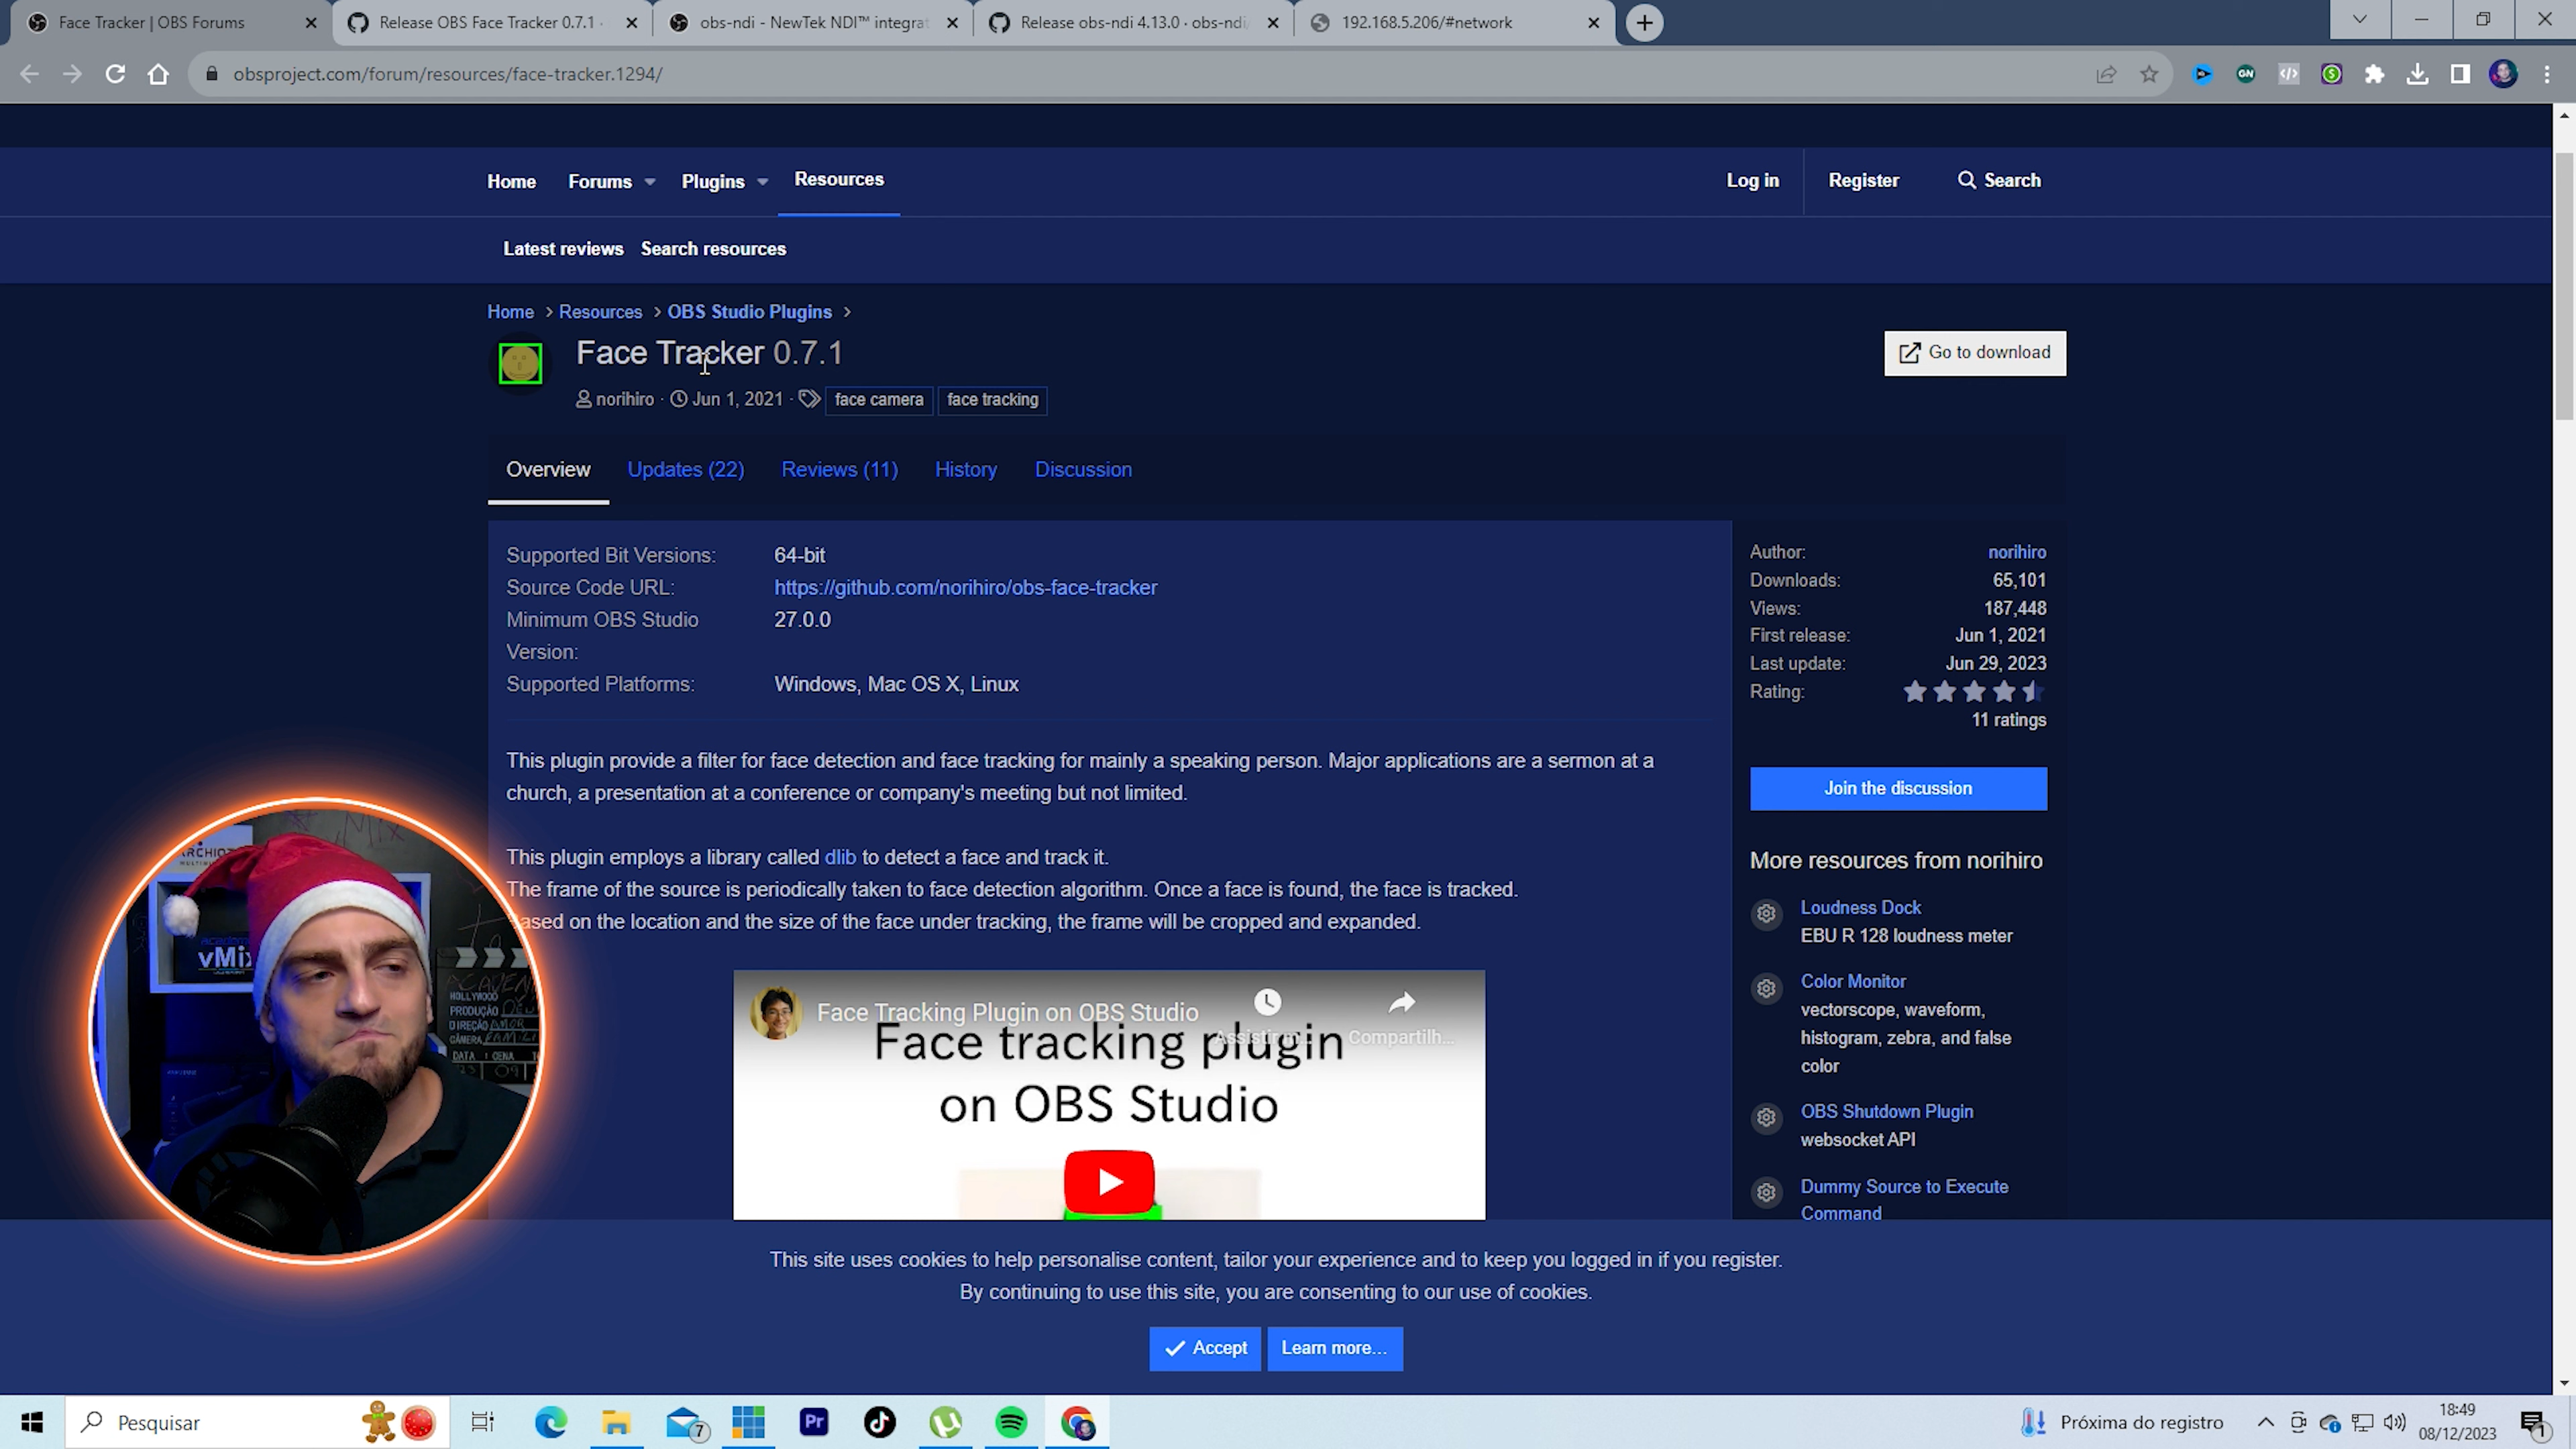 Face Tracker | OBS Forums
Release OBS Face Tracker 0.7.1 ·
obs-ndi - NewTek NDI™ integrat
Release obs-ndi 4.13.0 · obs-ndi/
192.168.5.206/#network
obsproject.com/forum/resources/face-tracker.1294/
GN
Home Forums Plugins Resources Log in Register Search
Latest reviews Search resources
Home > Resources > OBS Studio Plugins >
Face Tracker 0.7.1
Go to download
norihiro · Jun 1, 2021 · face camera face tracking
Overview Updates (22) Reviews (11) History Discussion
Supported Bit Versions: 64-bit
Source Code URL: https://github.com/norihiro/obs-face-tracker
Minimum OBS Studio 27.0.0
Version:
Supported Platforms: Windows, Mac OS X, Linux
This plugin provide a filter for face detection and face tracking for mainly a speaking person. Major applications are a sermon at a
church, a presentation at a conference or company's meeting but not limited.
This plugin employs a library called dlib to detect a face and track it.
The frame of the source is periodically taken to face detection algorithm. Once a face is found, the face is tracked.
ased on the location and the size of the face under tracking, the frame will be cropped and expanded.
Face Tracking Plugin on OBS Studio
Compartilh...
Face tracking plugin
on OBS Studio
Author: norihiro
Downloads: 65,101
Views: 187,448
First release: Jun 1, 2021
Last update: Jun 29, 2023
Rating:
11 ratings
Join the discussion
More resources from norihiro
Loudness Dock
EBU R 128 loudness meter
Color Monitor
vectorscope, waveform,
histogram, zebra, and false
color
OBS Shutdown Plugin
websocket API
Dummy Source to Execute
Command
vMi
HOLLYWOOD
PRODUÇÃO
DIREÇÃO
CÂMERA
DATA CENA
This site uses cookies to help personalise content, tailor your experience and to keep you logged in if you register.
By continuing to use this site, you are consenting to our use of cookies.
Accept Learn more...
Pesquisar
7
Pr
Próxima do registro
18:49
08/12/2023
1